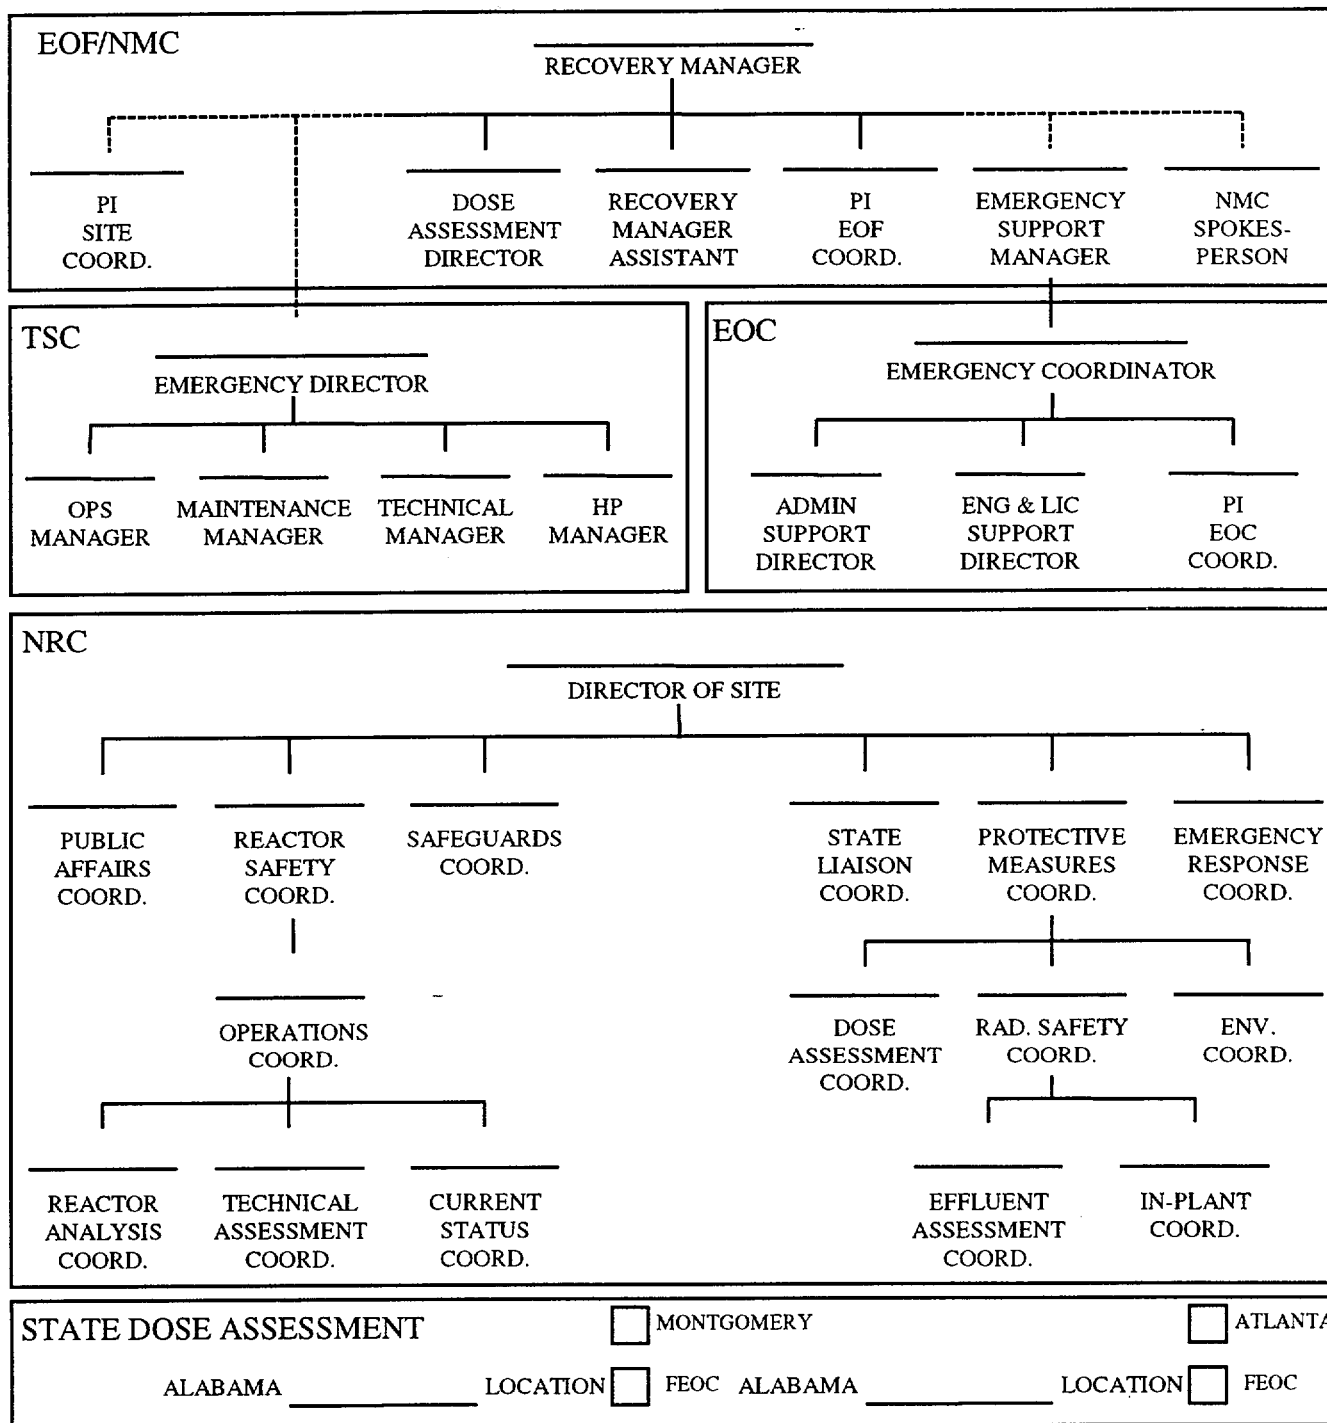 EOF/NMC
RECOVERY MANAGER
PI
SITE
COORD.
DOSE
ASSESSMENT
DIRECTOR
RECOVERY
MANAGER
ASSISTANT
PI
EOF
COORD.
EMERGENCY
SUPPORT
MANAGER
NMC
SPOKES-
PERSON
TSC
EMERGENCY DIRECTOR
OPS
MANAGER
MAINTENANCE
MANAGER
TECHNICAL
MANAGER
HP
MANAGER
EOC
EMERGENCY COORDINATOR
ADMIN
SUPPORT
DIRECTOR
ENG & LIC
SUPPORT
DIRECTOR
PI
EOC
COORD.
NRC
DIRECTOR OF SITE
PUBLIC
AFFAIRS
COORD.
REACTOR
SAFETY
COORD.
SAFEGUARDS
COORD.
STATE
LIAISON
COORD.
PROTECTIVE
MEASURES
COORD.
EMERGENCY
RESPONSE
COORD.
OPERATIONS
COORD.
DOSE
ASSESSMENT
COORD.
RAD. SAFETY
COORD.
ENV.
COORD.
REACTOR
ANALYSIS
COORD.
TECHNICAL
ASSESSMENT
COORD.
CURRENT
STATUS
COORD.
EFFLUENT
ASSESSMENT
COORD.
IN-PLANT
COORD.
STATE DOSE ASSESSMENT
MONTGOMERY
ATLANTA
ALABAMA LOCATION FEOC ALABAMA LOCATION FEOC